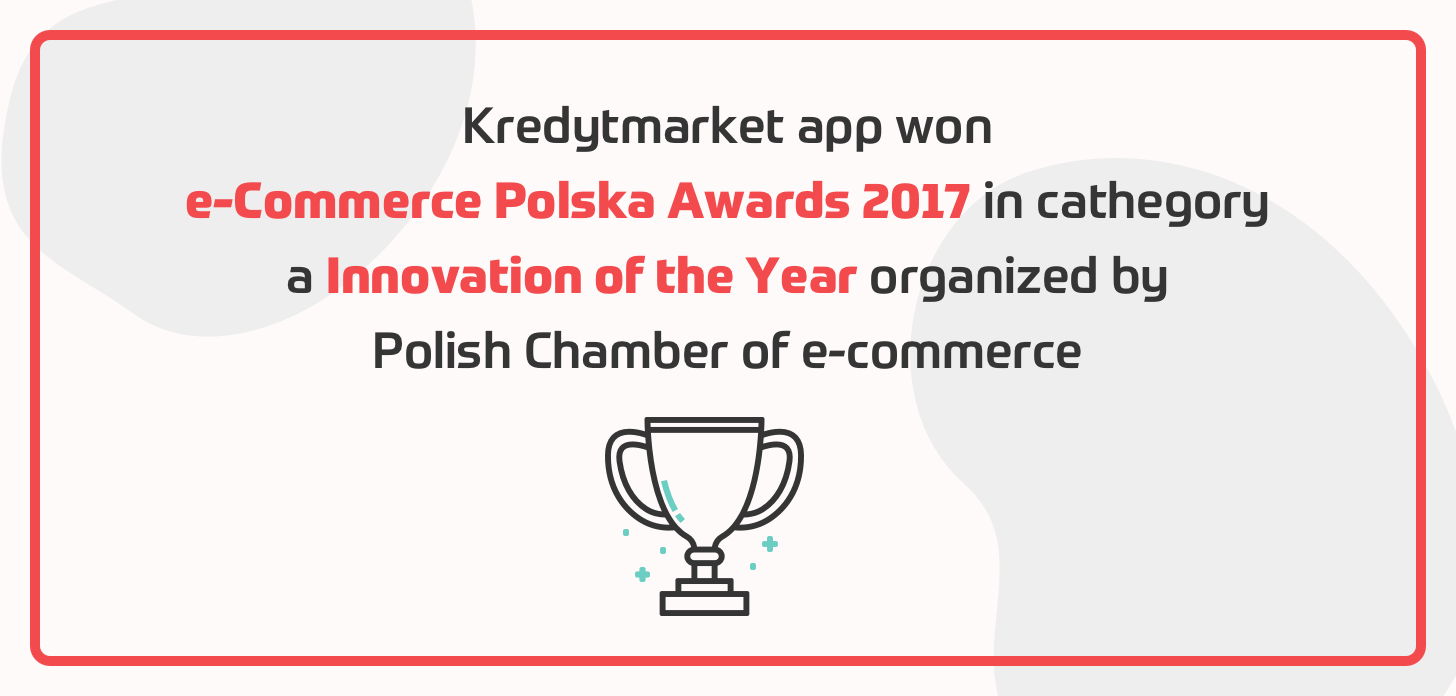 Kredytmarket app won
e-Commerce Polska Awards 2017 in cathegory
a Innovation of the Year organized by
Polish Chamber of e-commerce